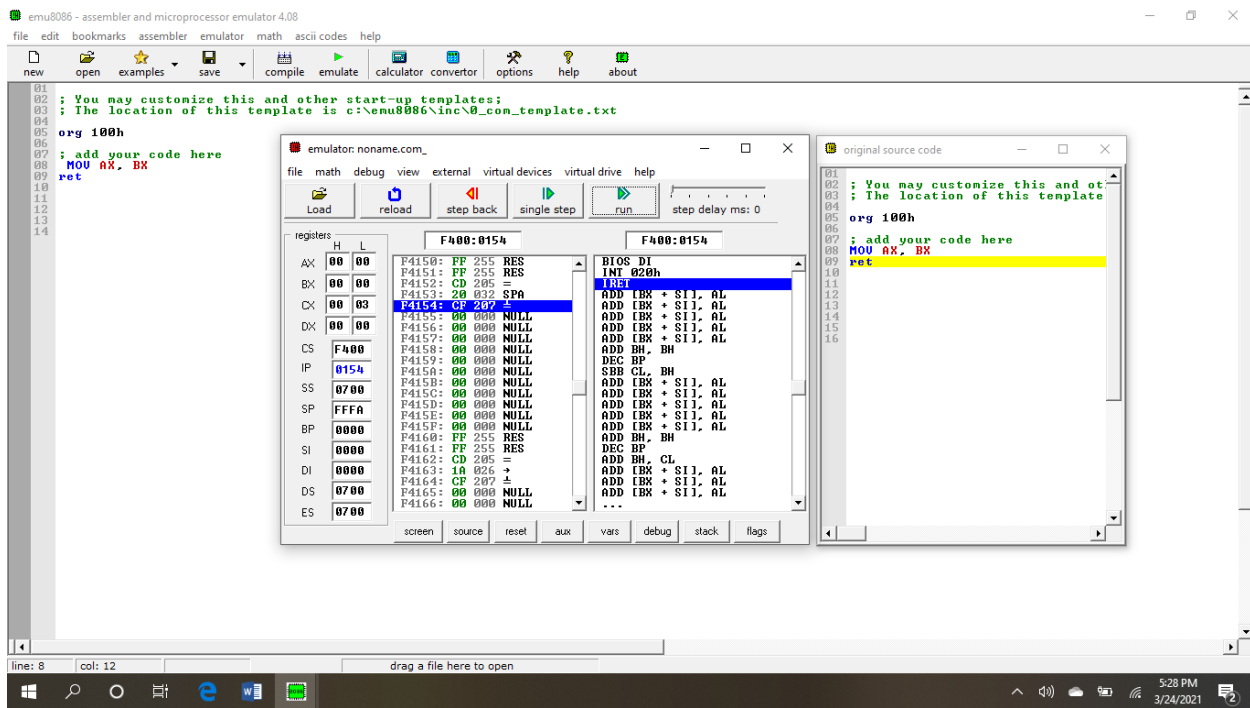 emu8086 - assembler and microprocessor emulator 4.08
file edit bookmarks assembler emulator math ascii codes help
new open examples save compile emulate calculator convertor options help about
01
02 ; You may customize this and other start-up templates;
03 ; The location of this template is c:\emu8086\inc\0_com_template.txt
04
05 org 100h
06
07 ; add your code here
08 MOV AX, BX
09 ret
10
11
12
13
14
emulator: noname.com_
file math debug view external virtual devices virtual drive help
Load reload step back single step run step delay ms: 0
registers
H L
F400:0154 F400:0154
AX 00 00
BX 00 00
CX 00 03
DX 00 00
CS F400
IP 0154
SS 0700
SP FFFA
BP 0000
SI 0000
DI 0000
DS 0700
ES 0700
F4150: FF 255 RES
F4151: FF 255 RES
F4152: CD 205 =
F4153: 20 032 SPA
F4154: CF 207 ╧
F4155: 00 000 NULL
F4156: 00 000 NULL
F4157: 00 000 NULL
F4158: 00 000 NULL
F4159: 00 000 NULL
F415A: 00 000 NULL
F415B: 00 000 NULL
F415C: 00 000 NULL
F415D: 00 000 NULL
F415E: 00 000 NULL
F415F: 00 000 NULL
F4160: FF 255 RES
F4161: FF 255 RES
F4162: CD 205 =
F4163: 1A 026 →
F4164: CF 207 ╧
F4165: 00 000 NULL
F4166: 00 000 NULL
BIOS DI
INT 020h
IRET
ADD [BX + SI], AL
ADD [BX + SI], AL
ADD [BX + SI], AL
ADD [BX + SI], AL
ADD [BX + SI], AL
ADD BH, BH
DEC BP
SBB CL, BH
ADD [BX + SI], AL
ADD [BX + SI], AL
ADD [BX + SI], AL
ADD [BX + SI], AL
ADD [BX + SI], AL
ADD BH, BH
DEC BP
ADD BH, CL
ADD [BX + SI], AL
ADD [BX + SI], AL
ADD [BX + SI], AL
...
screen source reset aux vars debug stack flags
original source code
01
02 ; You may customize this and ot
03 ; The location of this template
04
05 org 100h
06
07 ; add your code here
08 MOV AX, BX
09 ret
10
11
12
13
14
15
16
line: 8 col: 12 drag a file here to open
5:28 PM
3/24/2021
2